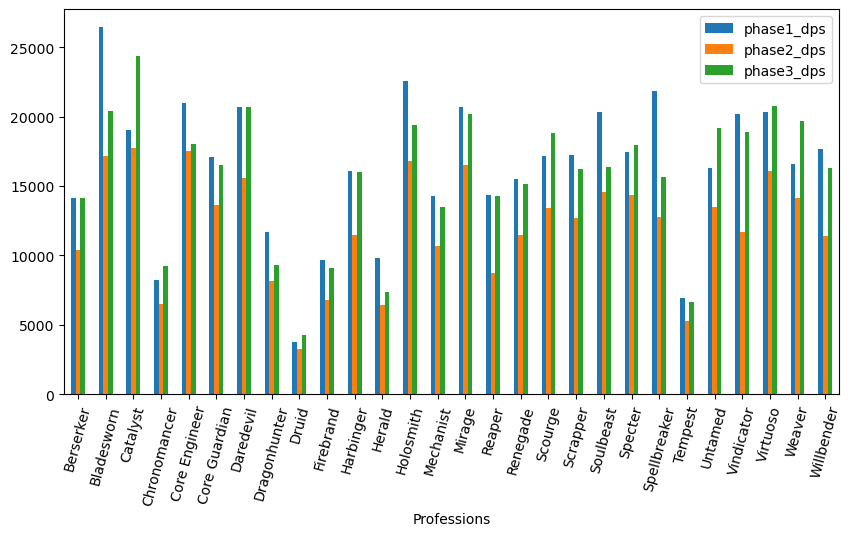 phase1_dps
phase2_dps
phase3_dps
25000
20000
15000
10000
5000
0
Berserker
Bladesworn
Catalyst
Chronomancer
Core Engineer
Core Guardian
Daredevil
Dragonhunter
Druid
Firebrand
Harbinger
Herald
Holosmith
Mechanist
Mirage
Reaper
Renegade
Scourge
Scrapper
Soulbeast
Specter
Spellbreaker
Tempest
Untamed
Vindicator
Virtuoso
Weaver
Willbender
Professions